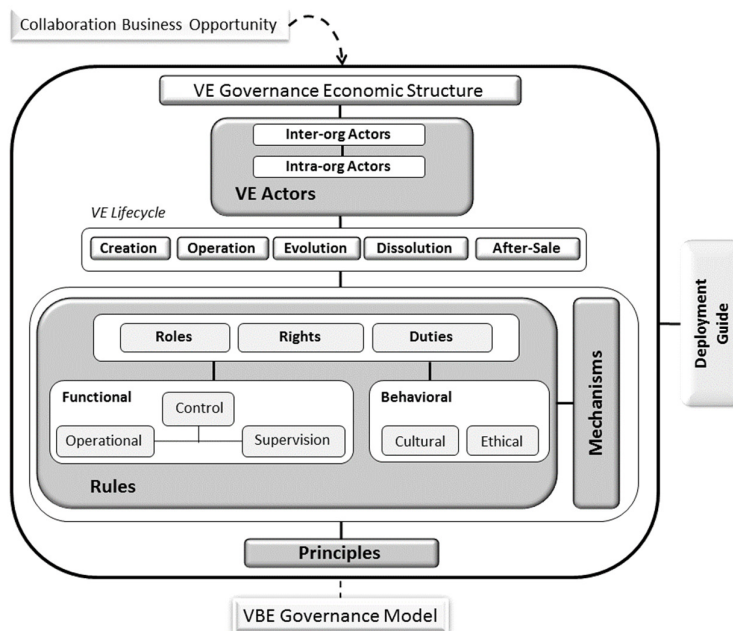 Collaboration Business Opportunity
VE Governance Economic Structure
Inter-org Actors
Intra-org Actors
VE Actors
VE Lifecycle
Creation
Operation
Evolution
Dissolution
After-Sale
Roles
Rights
Duties
Functional
Control
Operational
Supervision
Behavioral
Cultural
Ethical
Rules
Mechanisms
Deployment
Guide
Principles
VBE Governance Model